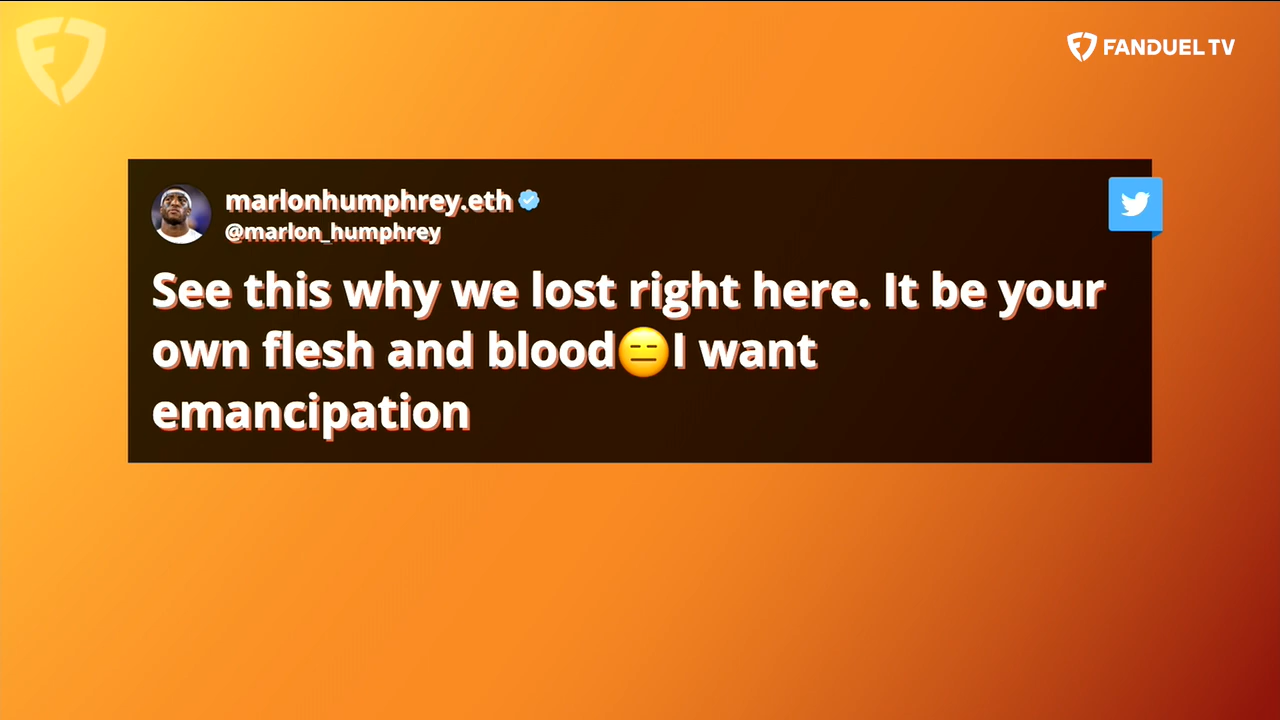 FANDUEL TV
marlonhumphrey.eth
@marlon_humphrey
See this why we lost right here. It be your
own flesh and blood😑I want
emancipation